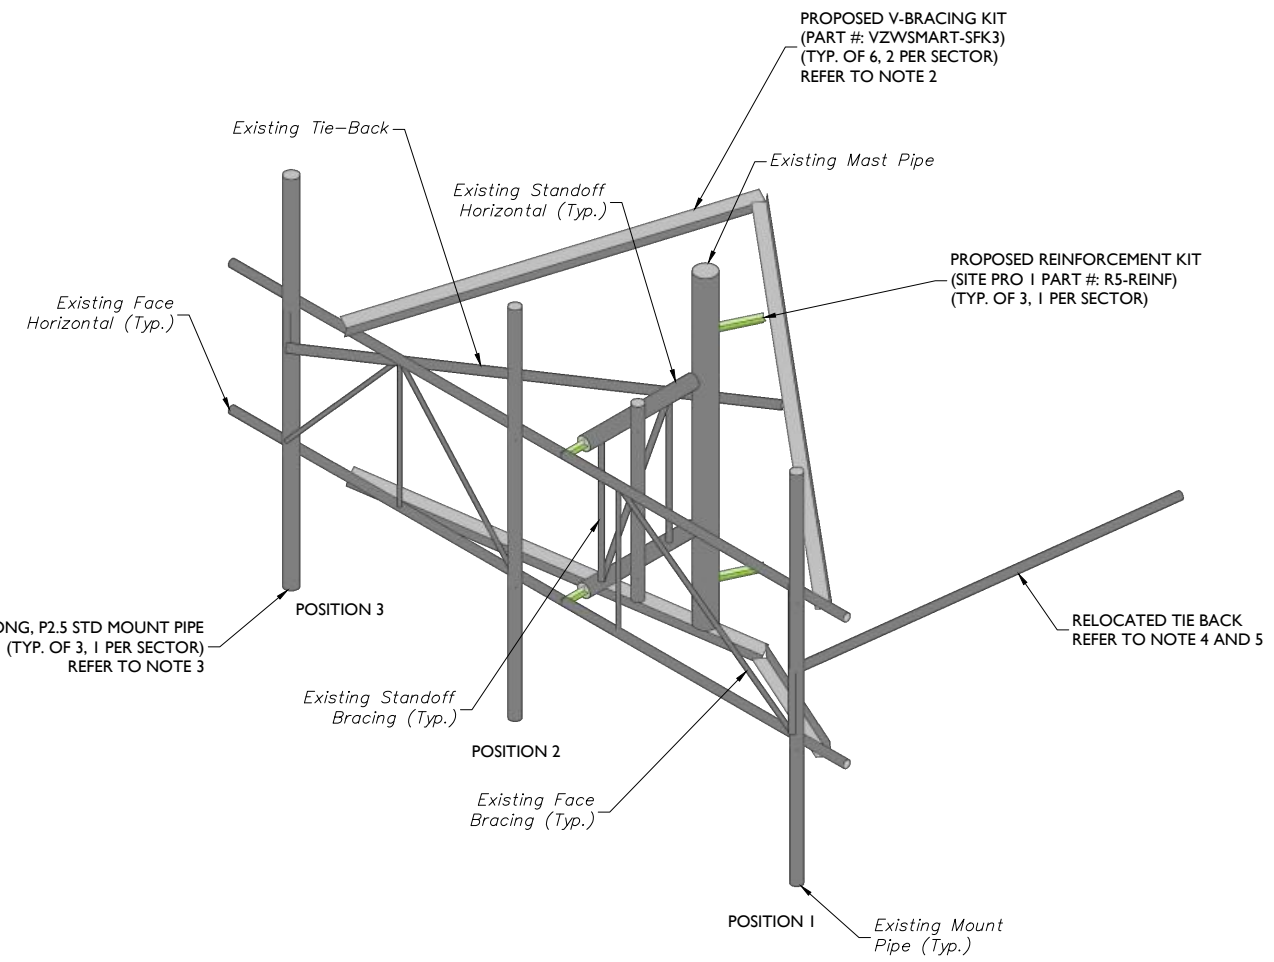 PROPOSED V-BRACING KIT
(PART #: VZWSMART-SFK3)
(TYP. OF 6, 2 PER SECTOR)
REFER TO NOTE 2
Existing Tie-Back
Existing Mast Pipe
Existing Standoff
Horizontal (Typ.)
PROPOSED REINFORCEMENT KIT
(SITE PRO 1 PART #: R5-REINF)
(TYP. OF 3, 1 PER SECTOR)
Existing Face
Horizontal (Typ.)
POSITION 3
P2.5 STD MOUNT PIPE
(TYP. OF 3, 1 PER SECTOR)
REFER TO NOTE 3
RELOCATED TIE BACK
REFER TO NOTE 4 AND 5
Existing Standoff
Bracing (Typ.)
POSITION 2
Existing Face
Bracing (Typ.)
POSITION 1
Existing Mount
Pipe (Typ.)